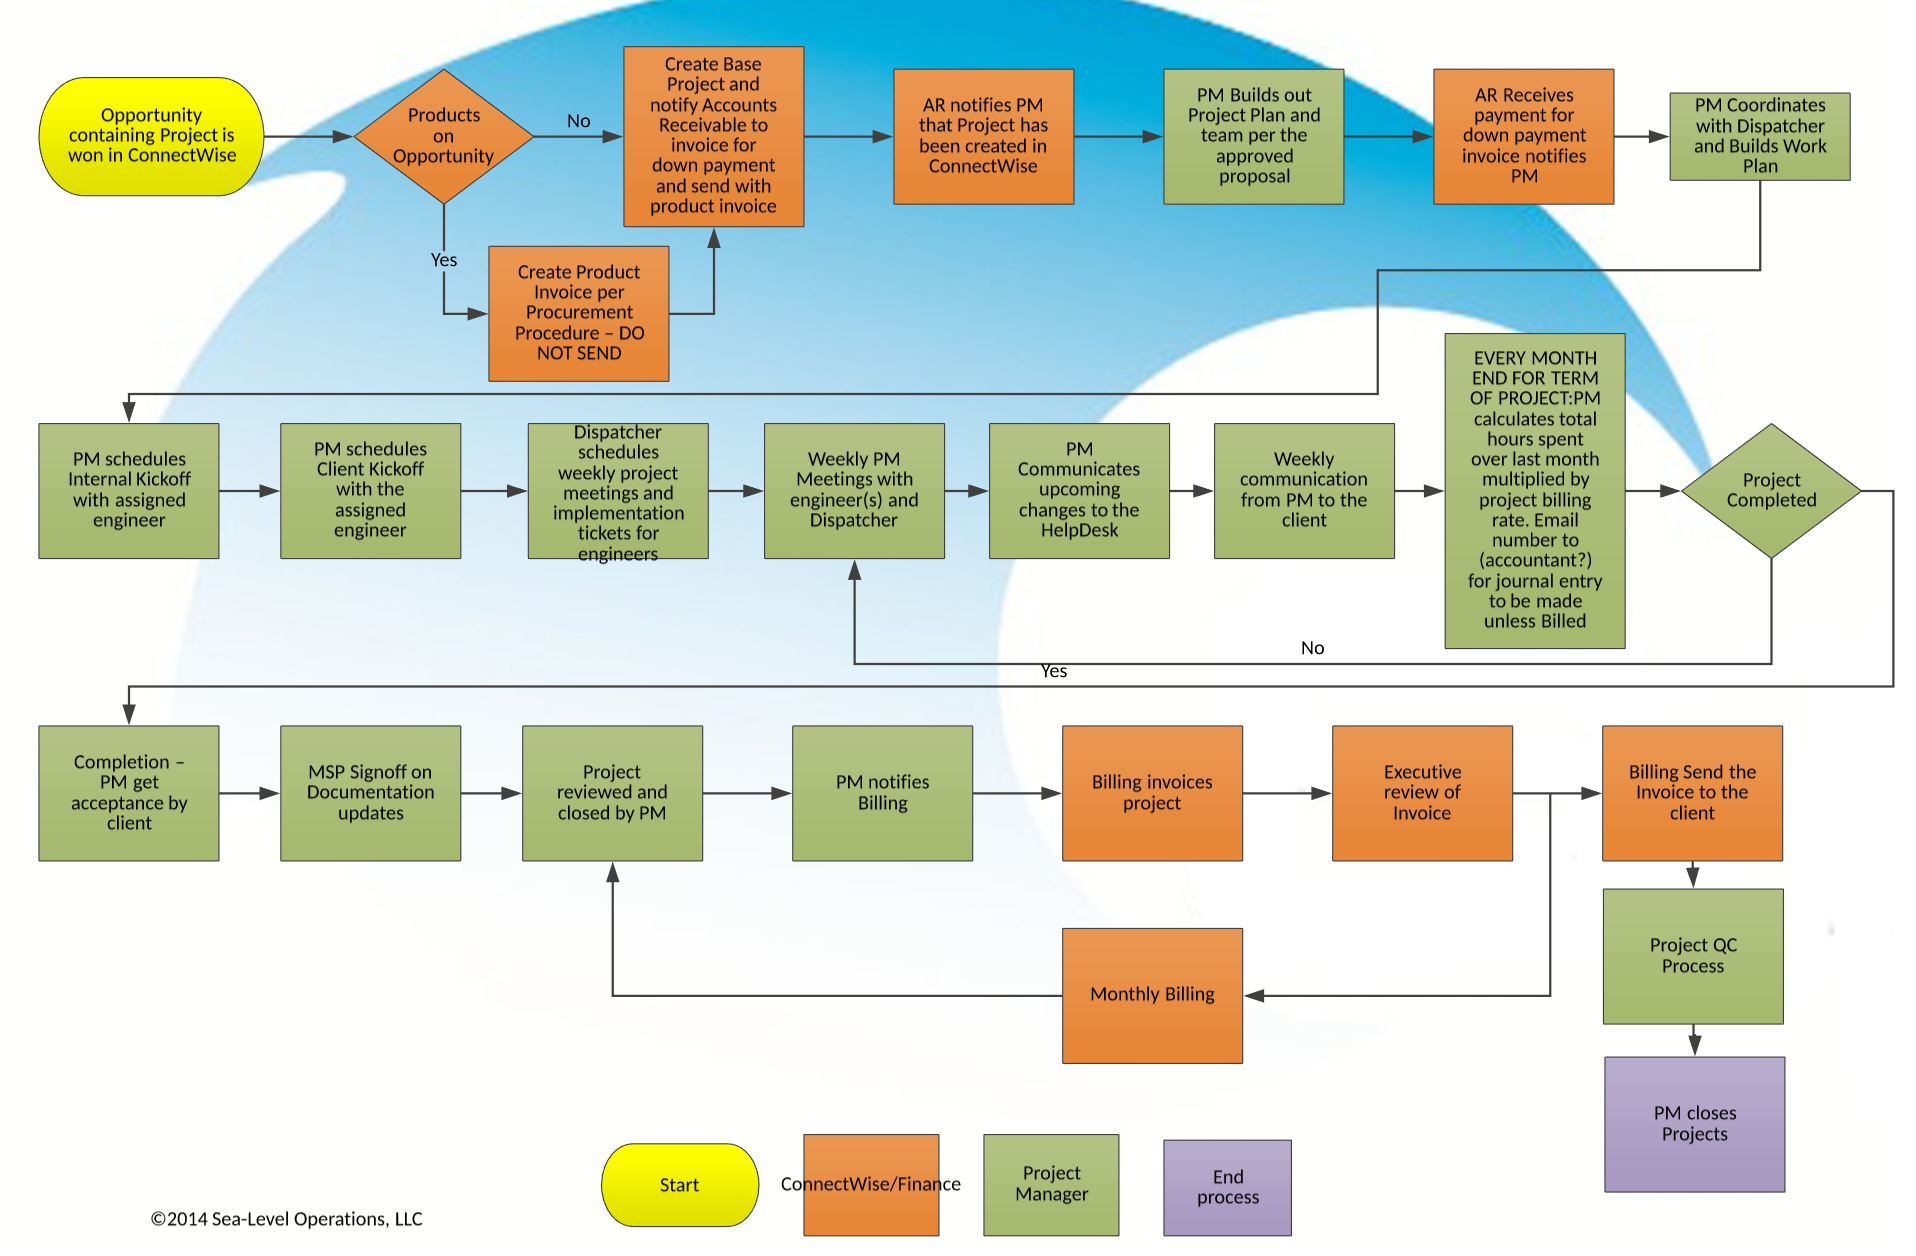 Opportunity
containing Project is
won in ConnectWise
Products
on
Opportunity
No
Yes
Create Base
Project and
notify Accounts
Receivable to
invoice for
down payment
and send with
product invoice
Create Product
Invoice per
Procurement
Procedure – DO
NOT SEND
AR notifies PM
that Project has
been created in
ConnectWise
PM Builds out
Project Plan and
team per the
approved
proposal
AR Receives
payment for
down payment
invoice notifies
PM
PM Coordinates
with Dispatcher
and Builds Work
Plan
PM schedules
Internal Kickoff
with assigned
engineer
PM schedules
Client Kickoff
with the
assigned
engineer
Dispatcher
schedules
weekly project
meetings and
implementation
tickets for
engineers
Weekly PM
Meetings with
engineer(s) and
Dispatcher
PM
Communicates
upcoming
changes to the
HelpDesk
Weekly
communication
from PM to the
client
EVERY MONTH
END FOR TERM
OF PROJECT:PM
calculates total
hours spent
over last month
multiplied by
project billing
rate. Email
number to
(accountant?)
for journal entry
to be made
unless Billed
Project
Completed
No
Yes
Completion –
PM get
acceptance by
client
MSP Signoff on
Documentation
updates
Project
reviewed and
closed by PM
PM notifies
Billing
Billing invoices
project
Executive
review of
Invoice
Billing Send the
Invoice to the
client
Monthly Billing
Project QC
Process
PM closes
Projects
Start
ConnectWise/Finance
Project
Manager
End
process
©2014 Sea-Level Operations, LLC